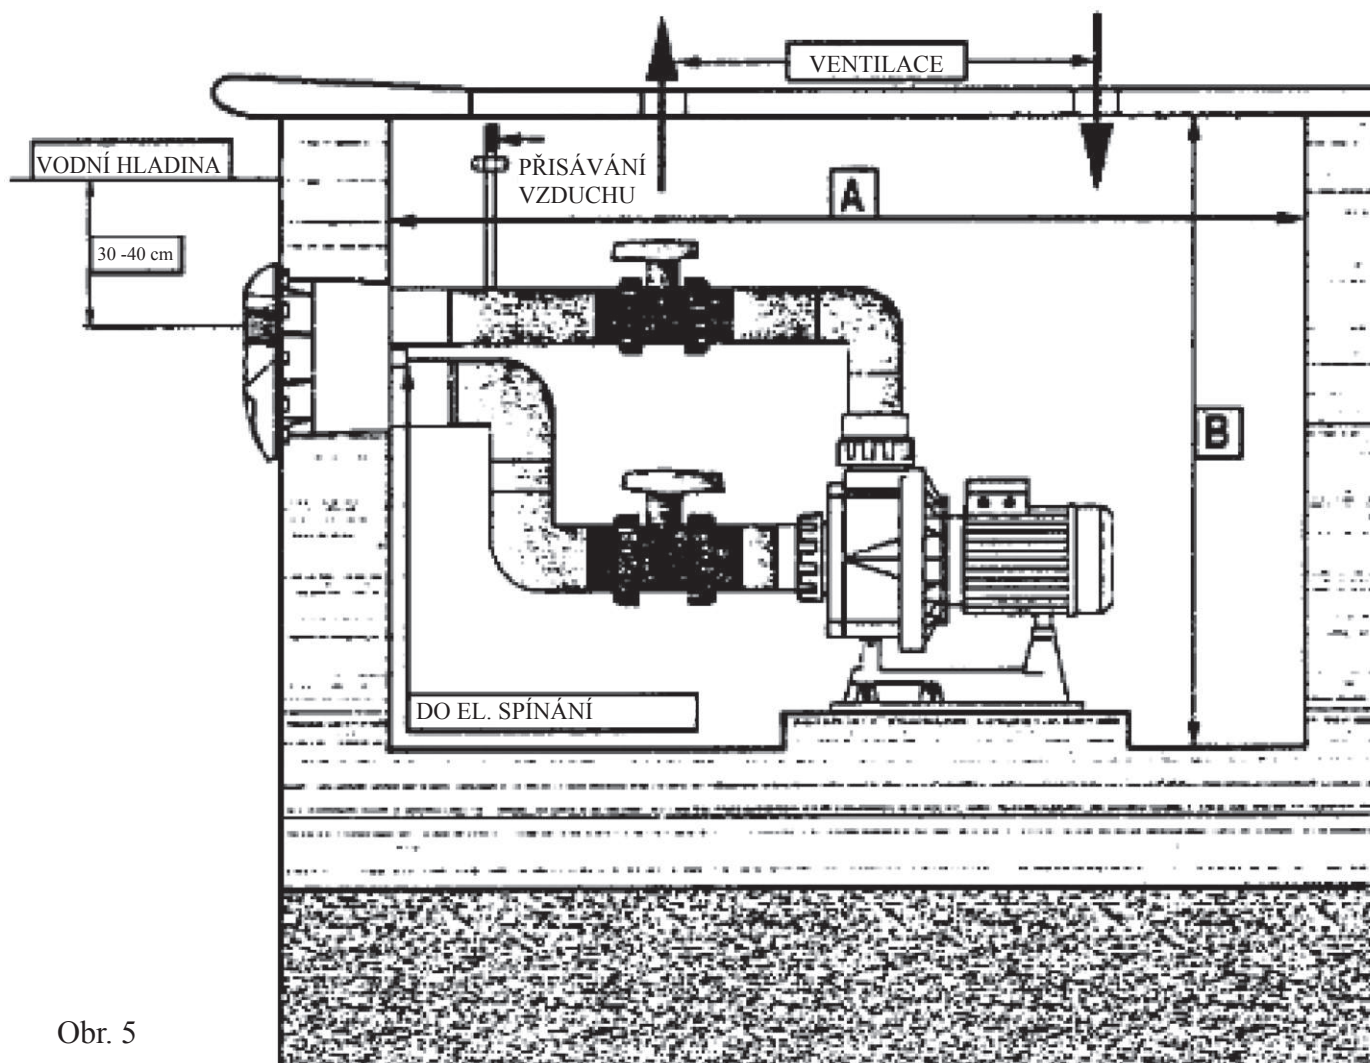 VENTILACE
VODNÍ HLADINA
PŘISÁVÁNÍ
VZDUCHU
A
30 -40 cm
B
DO EL. SPÍNÁNÍ
Obr. 5